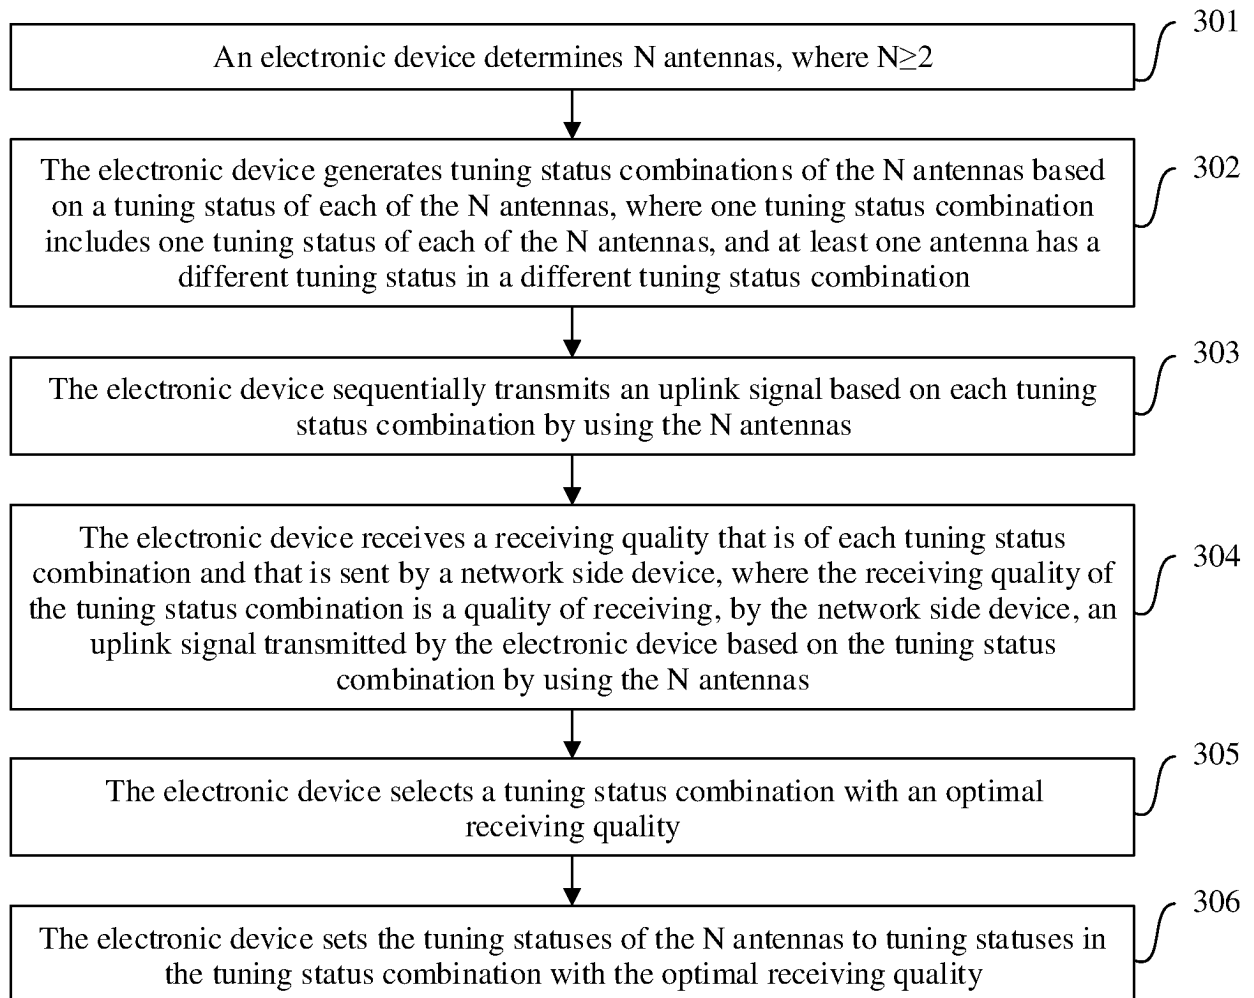 301
An electronic device determines N antennas, where N≥2
302
The electronic device generates tuning status combinations of the N antennas based
on a tuning status of each of the N antennas, where one tuning status combination
includes one tuning status of each of the N antennas, and at least one antenna has a
different tuning status in a different tuning status combination
303
The electronic device sequentially transmits an uplink signal based on each tuning
status combination by using the N antennas
304
The electronic device receives a receiving quality that is of each tuning status
combination and that is sent by a network side device, where the receiving quality of
the tuning status combination is a quality of receiving, by the network side device, an
uplink signal transmitted by the electronic device based on the tuning status
combination by using the N antennas
305
The electronic device selects a tuning status combination with an optimal
receiving quality
306
The electronic device sets the tuning statuses of the N antennas to tuning statuses in
the tuning status combination with the optimal receiving quality